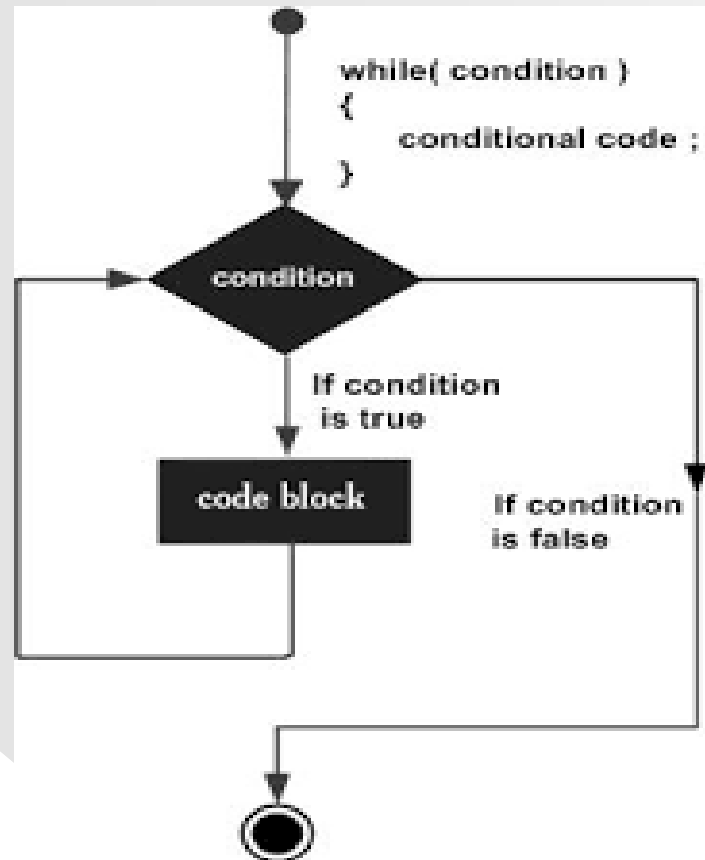 while( condition )
{
conditional code ;
}
condition
If condition
is true
code block
If condition
is false